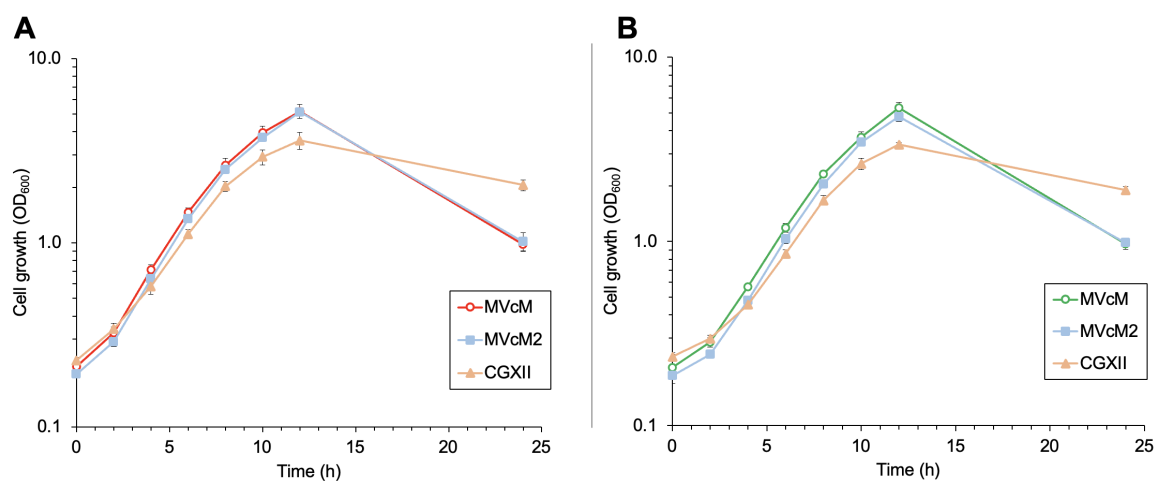 A
10.0
1.0
0.1
Cell growth (OD600)
0 5 10 15 20 25
Time (h)
MVcM
MVcM2
CGXII
B
10.0
1.0
0.1
Cell growth (OD600)
0 5 10 15 20 25
Time (h)
MVcM
MVcM2
CGXII